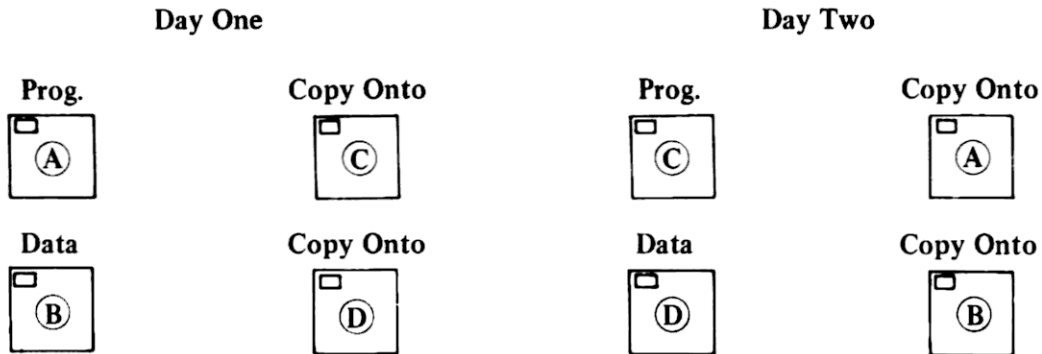 Day One
Day Two
Prog.
Copy Onto
Prog.
Copy Onto
A
C
C
A
Data
Copy Onto
Data
Copy Onto
B
D
D
B